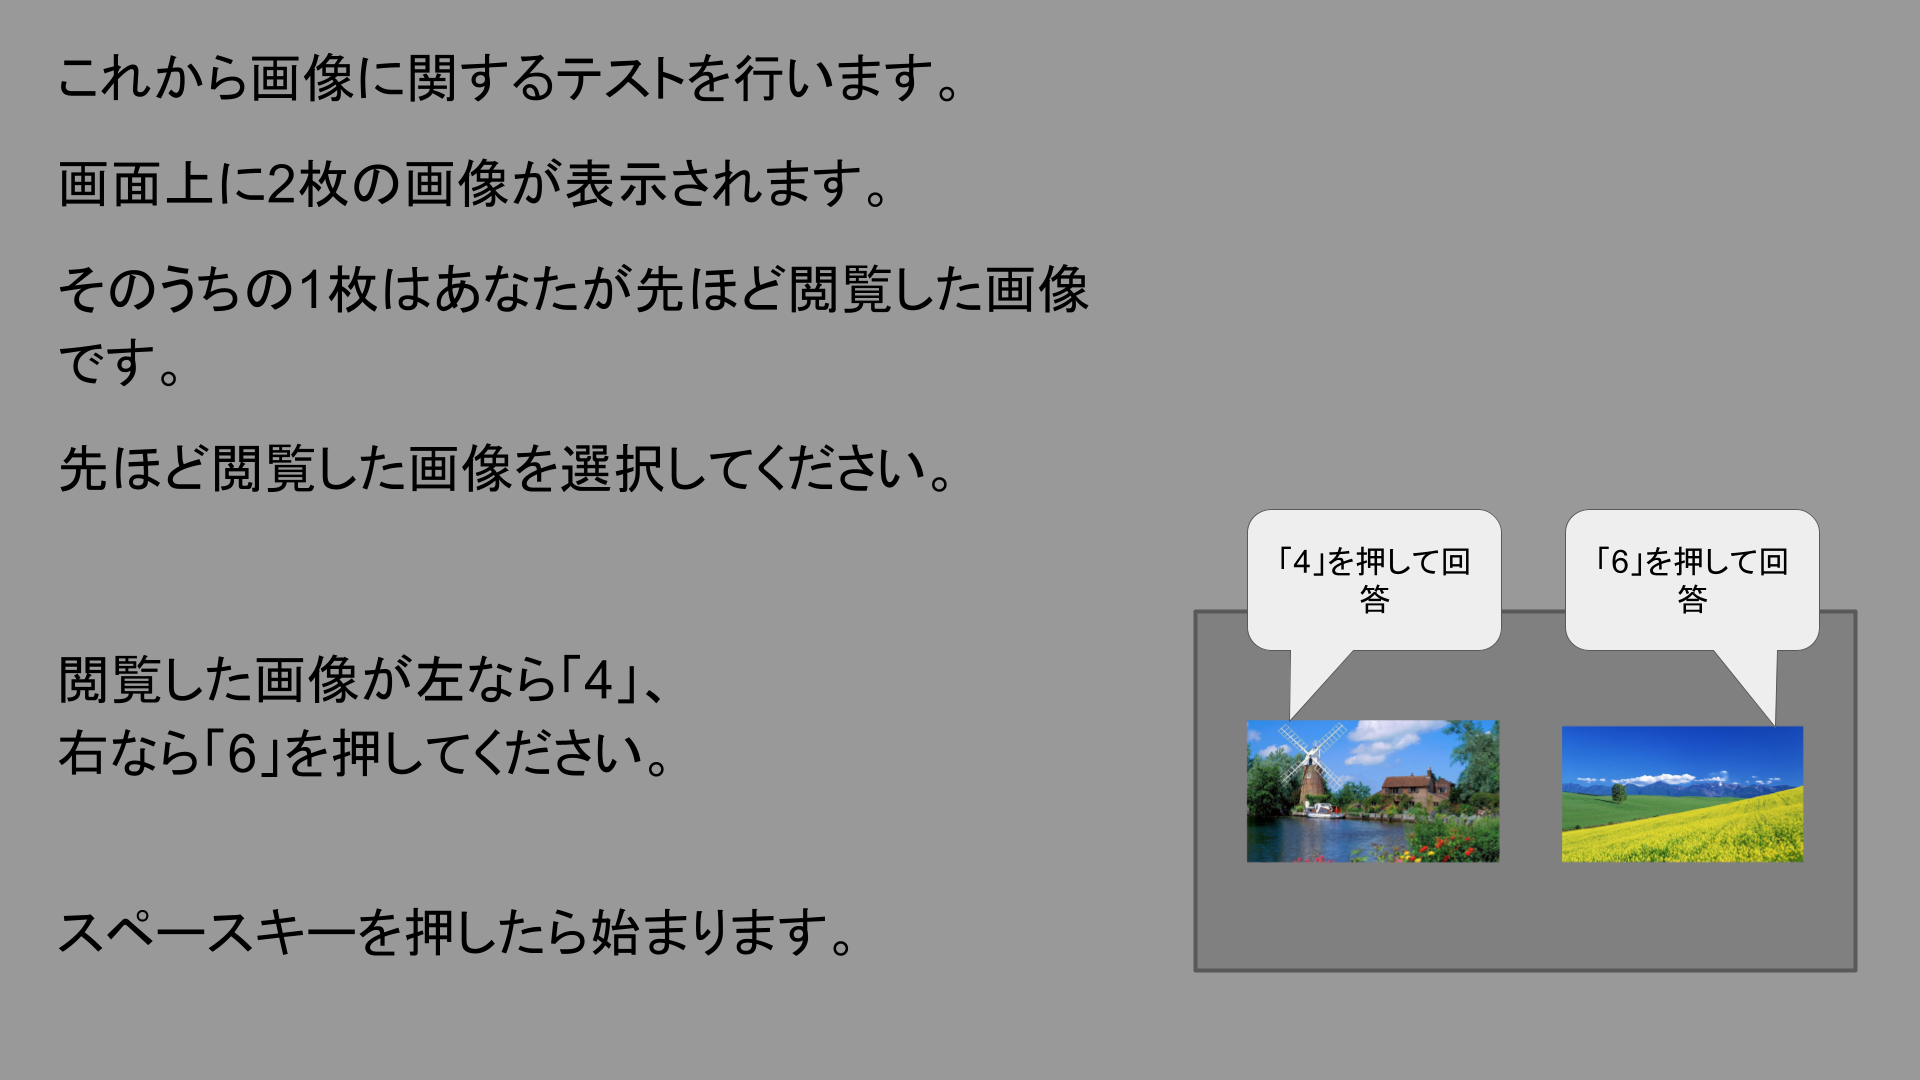 これから画像に関するテストを行います。
画面上に2枚の画像が表示されます。
そのうちの1枚はあなたが先ほど閲覧した画像
です。
先ほど閲覧した画像を選択してください。
閲覧した画像が左なら「4」、
右なら「6」を押してください。
スペースキーを押したら始まります。
「4」を押して回
答
「6」を押して回
答